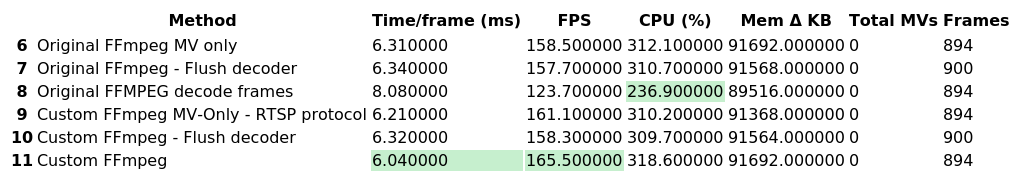 Method Time/frame (ms) FPS CPU (%) Mem Δ KB Total MVs Frames
6 Original FFmpeg MV only 6.310000 158.500000 312.100000 91692.000000 0 894
7 Original FFmpeg - Flush decoder 6.340000 157.700000 310.700000 91568.000000 0 900
8 Original FFMPEG decode frames 8.080000 123.700000 236.900000 89516.000000 0 894
9 Custom FFmpeg MV-Only - RTSP protocol 6.210000 161.100000 310.200000 91368.000000 0 894
10 Custom FFmpeg - Flush decoder 6.320000 158.300000 309.700000 91564.000000 0 900
11 Custom FFmpeg 6.040000 165.500000 318.600000 91692.000000 0 894